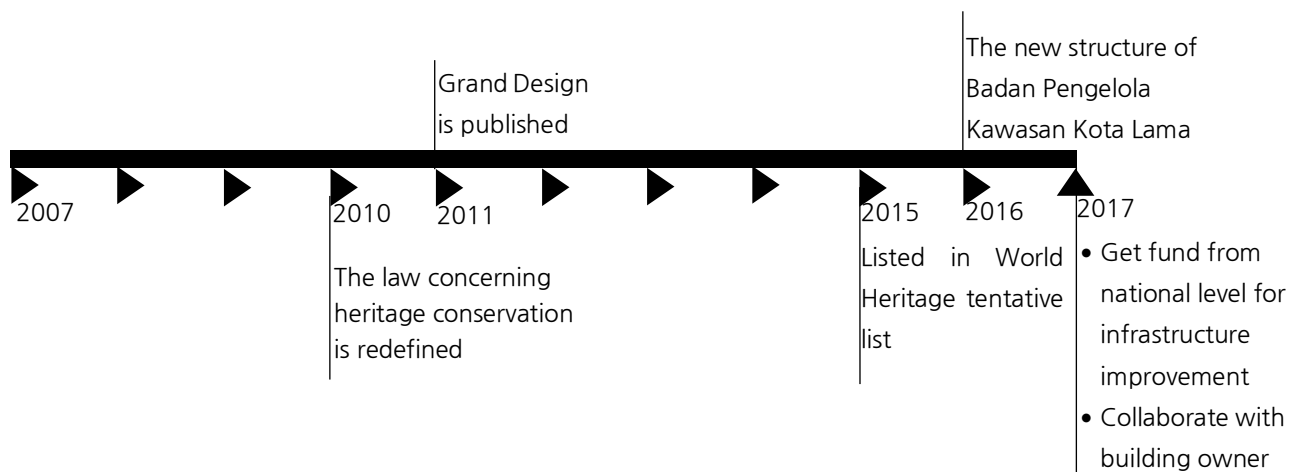 The new structure of
Badan Pengelola
Kawasan Kota Lama
Grand Design
is published
2007
2010
2011
2015
2016
2017
The law concerning
heritage conservation
is redefined
Listed in World
Heritage tentative
list
• Get fund from
national level for
infrastructure
improvement
• Collaborate with
building owner